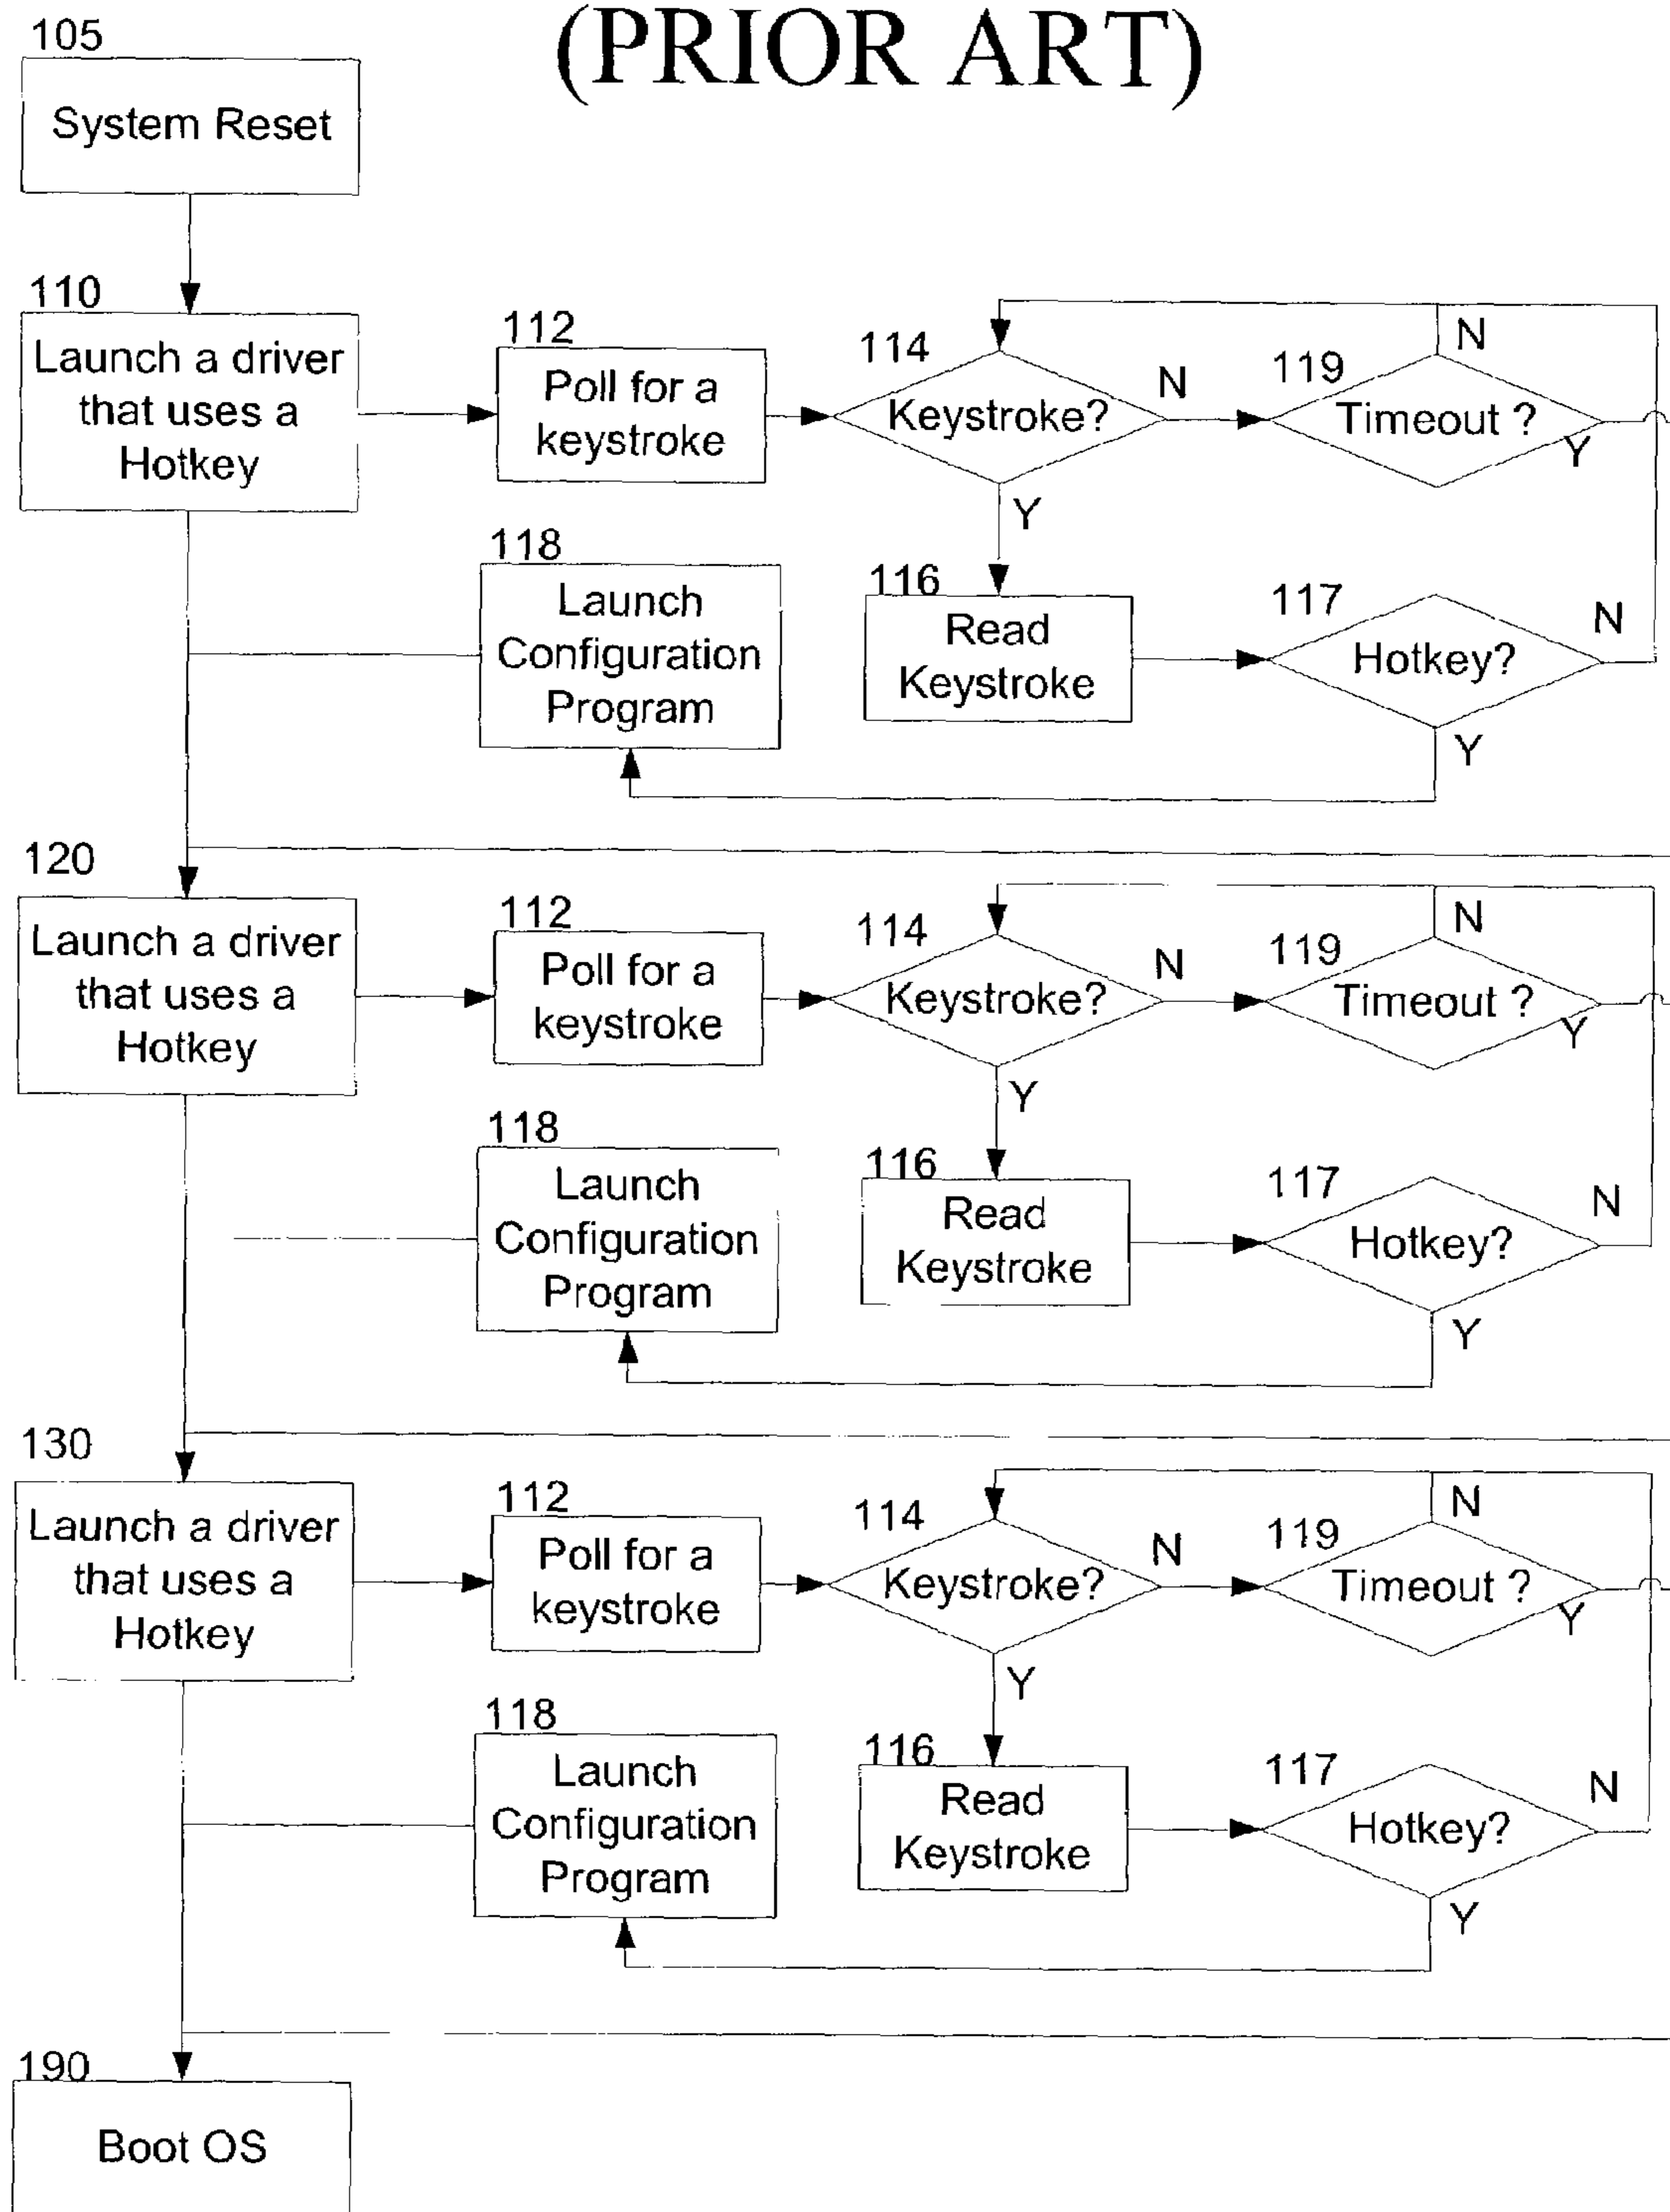 (PRIOR ART)
105
System Reset
110
Launch a driver
that uses a
Hotkey
112
Poll for a
keystroke
114
Keystroke?
N
Y
119
Timeout ?
N
Y
118
Launch
Configuration
Program
116
Read
Keystroke
117
Hotkey?
N
Y
120
Launch a driver
that uses a
Hotkey
112
Poll for a
keystroke
114
Keystroke?
N
Y
119
Timeout ?
N
Y
118
Launch
Configuration
Program
116
Read
Keystroke
117
Hotkey?
N
Y
130
Launch a driver
that uses a
Hotkey
112
Poll for a
keystroke
114
Keystroke?
N
Y
119
Timeout ?
N
Y
118
Launch
Configuration
Program
116
Read
Keystroke
117
Hotkey?
N
Y
190
Boot OS